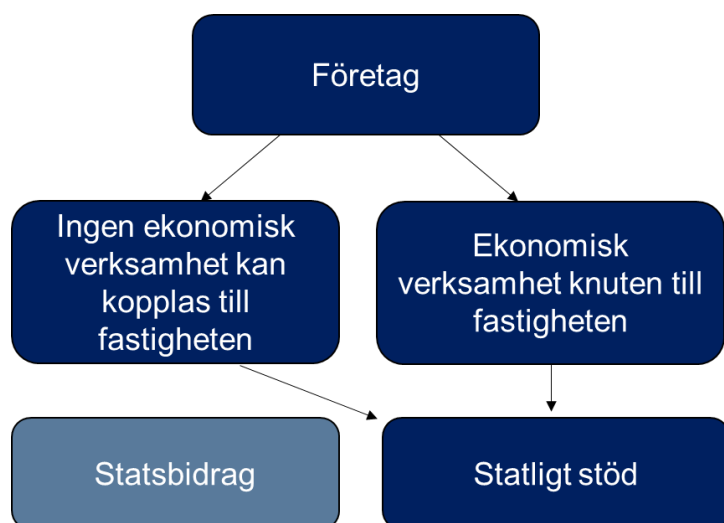 Företag
Ingen ekonomisk
verksamhet kan
kopplas till
fastigheten
Ekonomisk
verksamhet knuten till
fastigheten
Statsbidrag
Statligt stöd